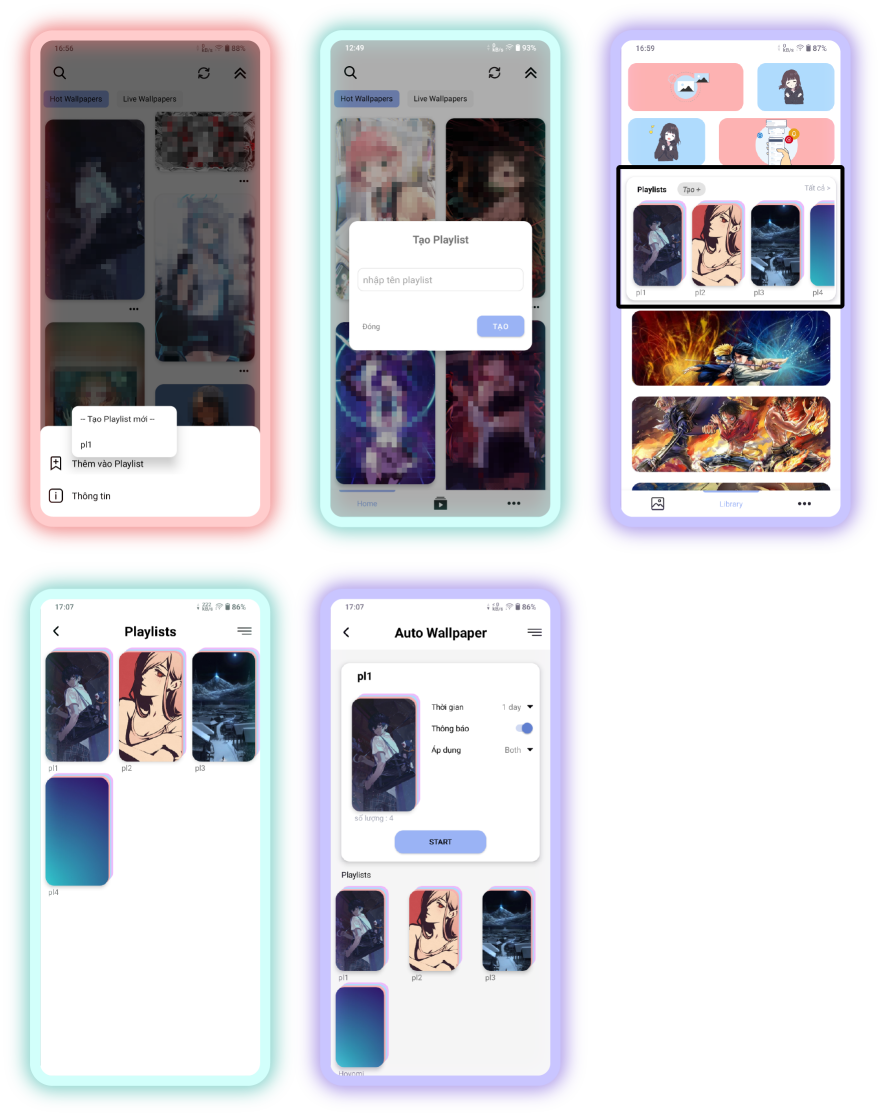 16:56 88%
Hot Wallpapers Live Wallpapers
-- Tạo Playlist mới --
pl1
Thêm vào Playlist
Thông tin
12:49 93%
Hot Wallpapers Live Wallpapers
Tạo Playlist
nhập tên playlist
Đóng TẠO
Home
16:59 87%
Playlists Tạo + Tất cả >
pl1 pl2 pl3 pl4
Library
17:07 86%
Playlists
pl1 pl2 pl3
pl4
17:07 86%
Auto Wallpaper
pl1
Thời gian 1 day
Thông báo
Áp dụng Both
số lượng : 4
START
Playlists
pl1 pl2 pl3